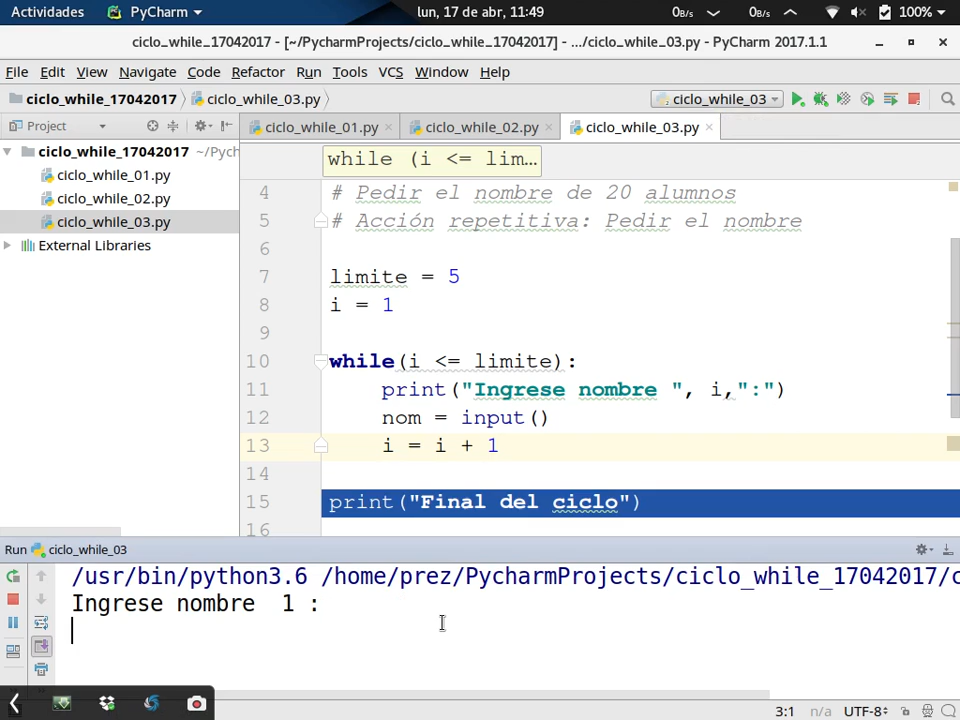 Actividades PyCharm lun, 17 de abr, 11:49 0B/s 0B/s 100%
ciclo_while_17042017 - [~/PycharmProjects/ciclo_while_17042017] - .../ciclo_while_03.py - PyCharm 2017.1.1
File Edit View Navigate Code Refactor Run Tools VCS Window Help
ciclo_while_17042017 ciclo_while_03.py ciclo_while_03
Project ciclo_while_01.py ciclo_while_02.py ciclo_while_03.py
ciclo_while_17042017 ~/Pych
ciclo_while_01.py
ciclo_while_02.py
ciclo_while_03.py
External Libraries
while (i <= lim...
4 # Pedir el nombre de 20 alumnos
5 # Acción repetitiva: Pedir el nombre
6
7 limite = 5
8 i = 1
9
10 while(i <= limite):
11 print("Ingrese nombre ", i,":")
12 nom = input()
13 i = i + 1
14
15 print("Final del ciclo")
16
Run ciclo_while_03
/usr/bin/python3.6 /home/prez/PycharmProjects/ciclo_while_17042017/c
Ingrese nombre  1 :
3:1 n/a UTF-8